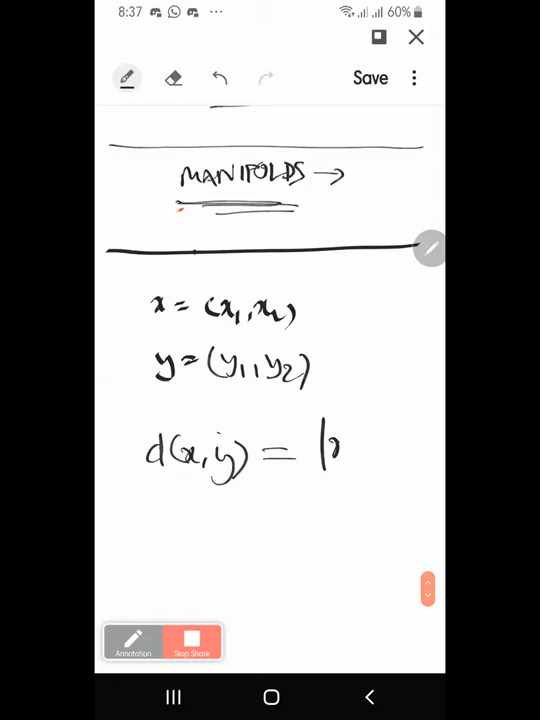 8:37 60%
Save
MANIFOLDS →
x = (x₁, x₂)
y = (y₁, y₂)
d(x, y) = |x
Annotation Stop Share